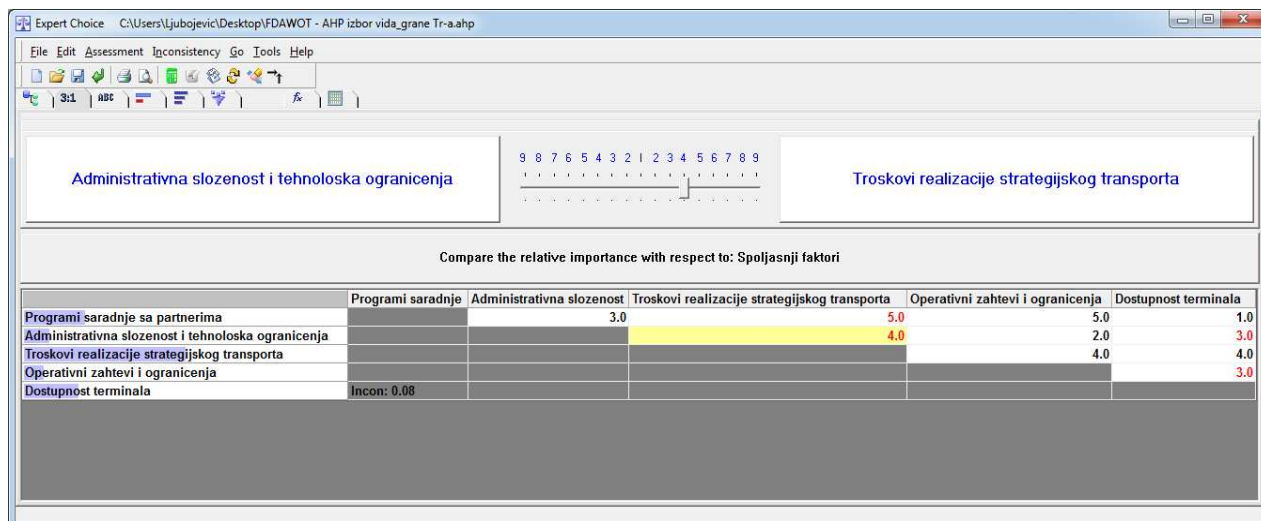 Expert Choice C:\Users\Ljubojevic\Desktop\FDAWOT - AHP izbor vida_grane Tr-a.ahp
File Edit Assessment Inconsistency Go Tools Help
3:1 ABC fx
9 8 7 6 5 4 3 2 1 2 3 4 5 6 7 8 9
Administrativna slozenost i tehnoloska ogranicenja
Troskovi realizacije strategijskog transporta
Compare the relative importance with respect to: Spoljasnji faktori
Programi saradnje Administrativna slozenost Troskovi realizacije strategijskog transporta Operativni zahtevi i ogranicenja Dostupnost terminala
Programi saradnje sa partnerima 3.0 5.0 5.0 1.0
Administrativna slozenost i tehnoloska ogranicenja 4.0 2.0 3.0
Troskovi realizacije strategijskog transporta 4.0 4.0
Operativni zahtevi i ogranicenja 3.0
Dostupnost terminala Incon: 0.08